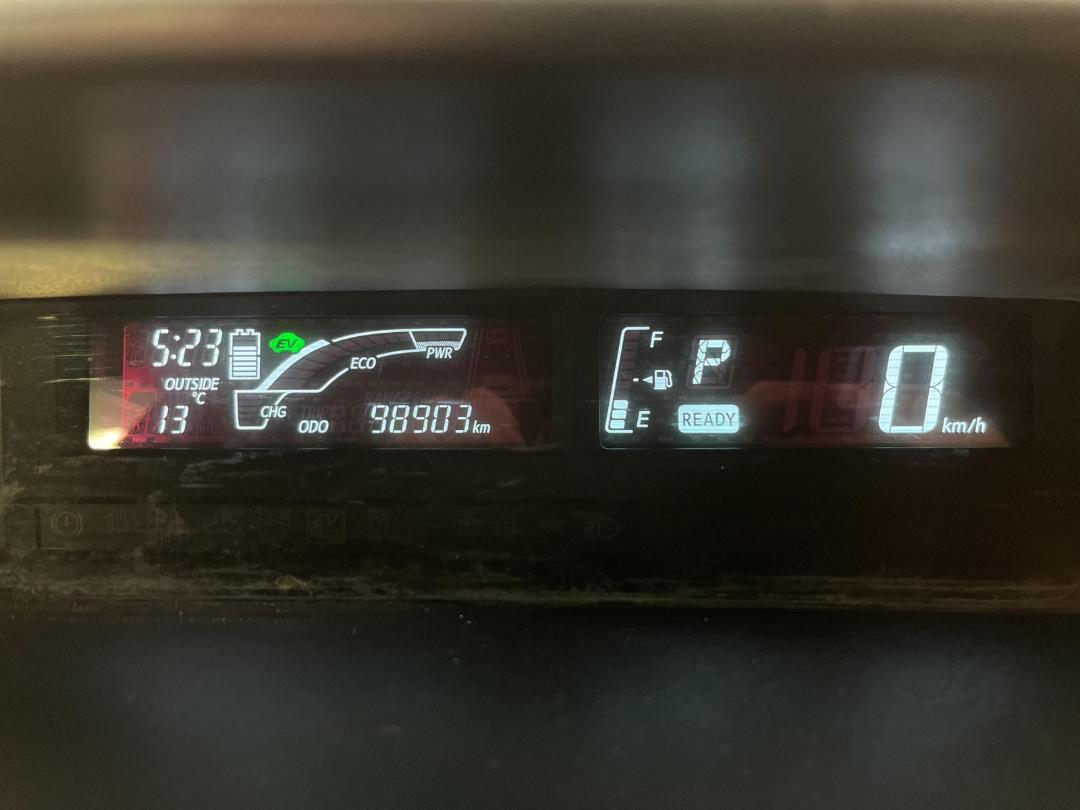 5:23
EV
PWR
ECO
OUTSIDE
°C
13
CHG
ODO 98903 km
F
P
E
READY
0 km/h